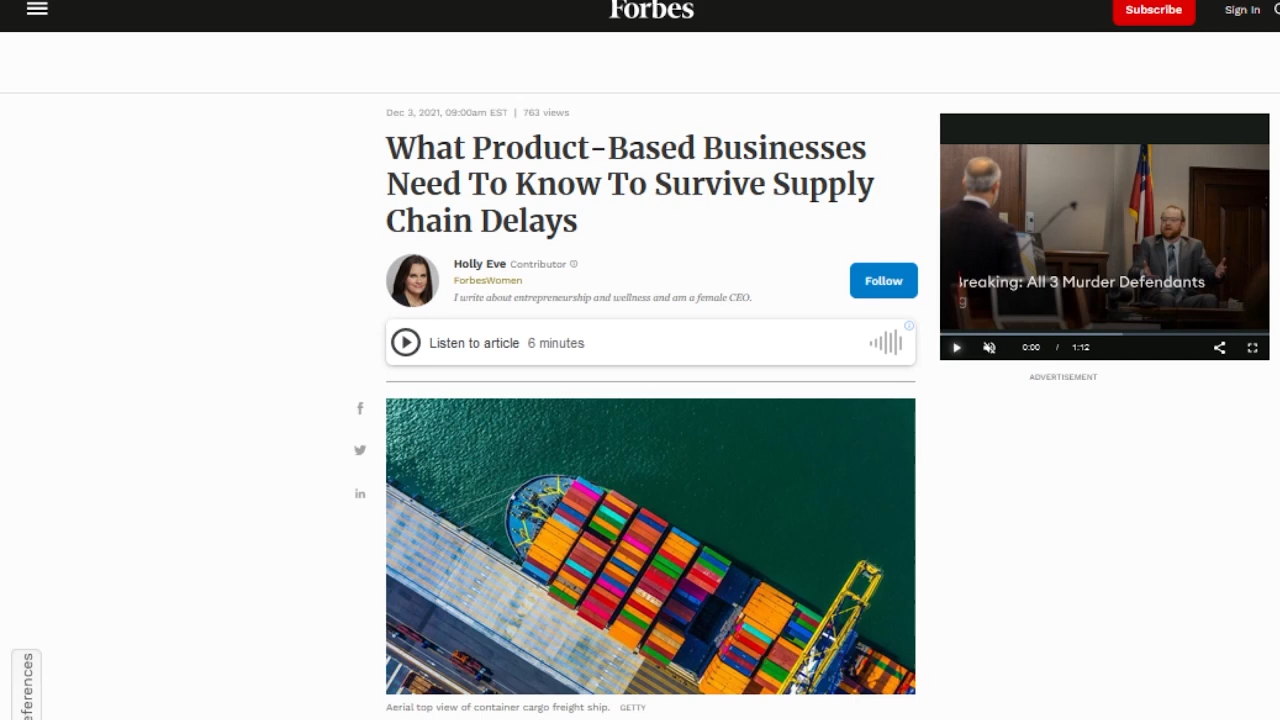 Forbes
Subscribe
Sign In
Dec 3, 2021, 09:00am EST | 763 views
What Product-Based Businesses
Need To Know To Survive Supply
Chain Delays
Holly Eve Contributor
ForbesWomen
I write about entrepreneurship and wellness and am a female CEO.
Follow
Listen to article 6 minutes
Breaking: All 3 Murder Defendants
g
0:00 / 1:12
ADVERTISEMENT
f
in
Aerial top view of container cargo freight ship. GETTY
eferences